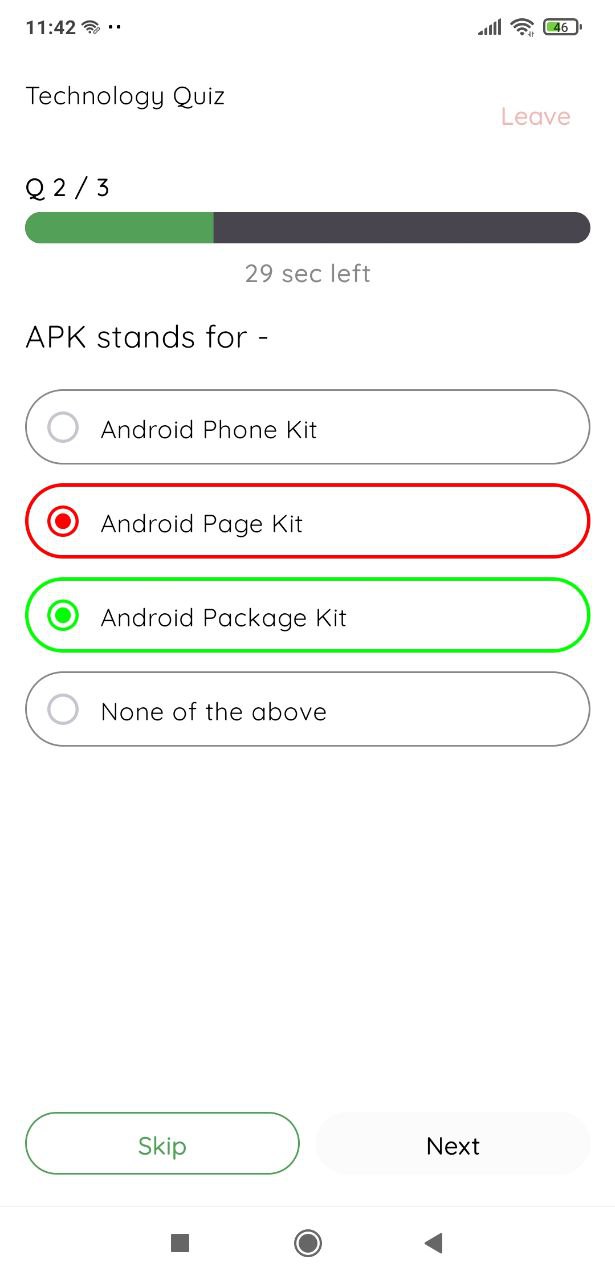 11:42
46
Technology Quiz
Leave
Q 2 / 3
29 sec left
APK stands for -
Android Phone Kit
Android Page Kit
Android Package Kit
None of the above
Skip
Next